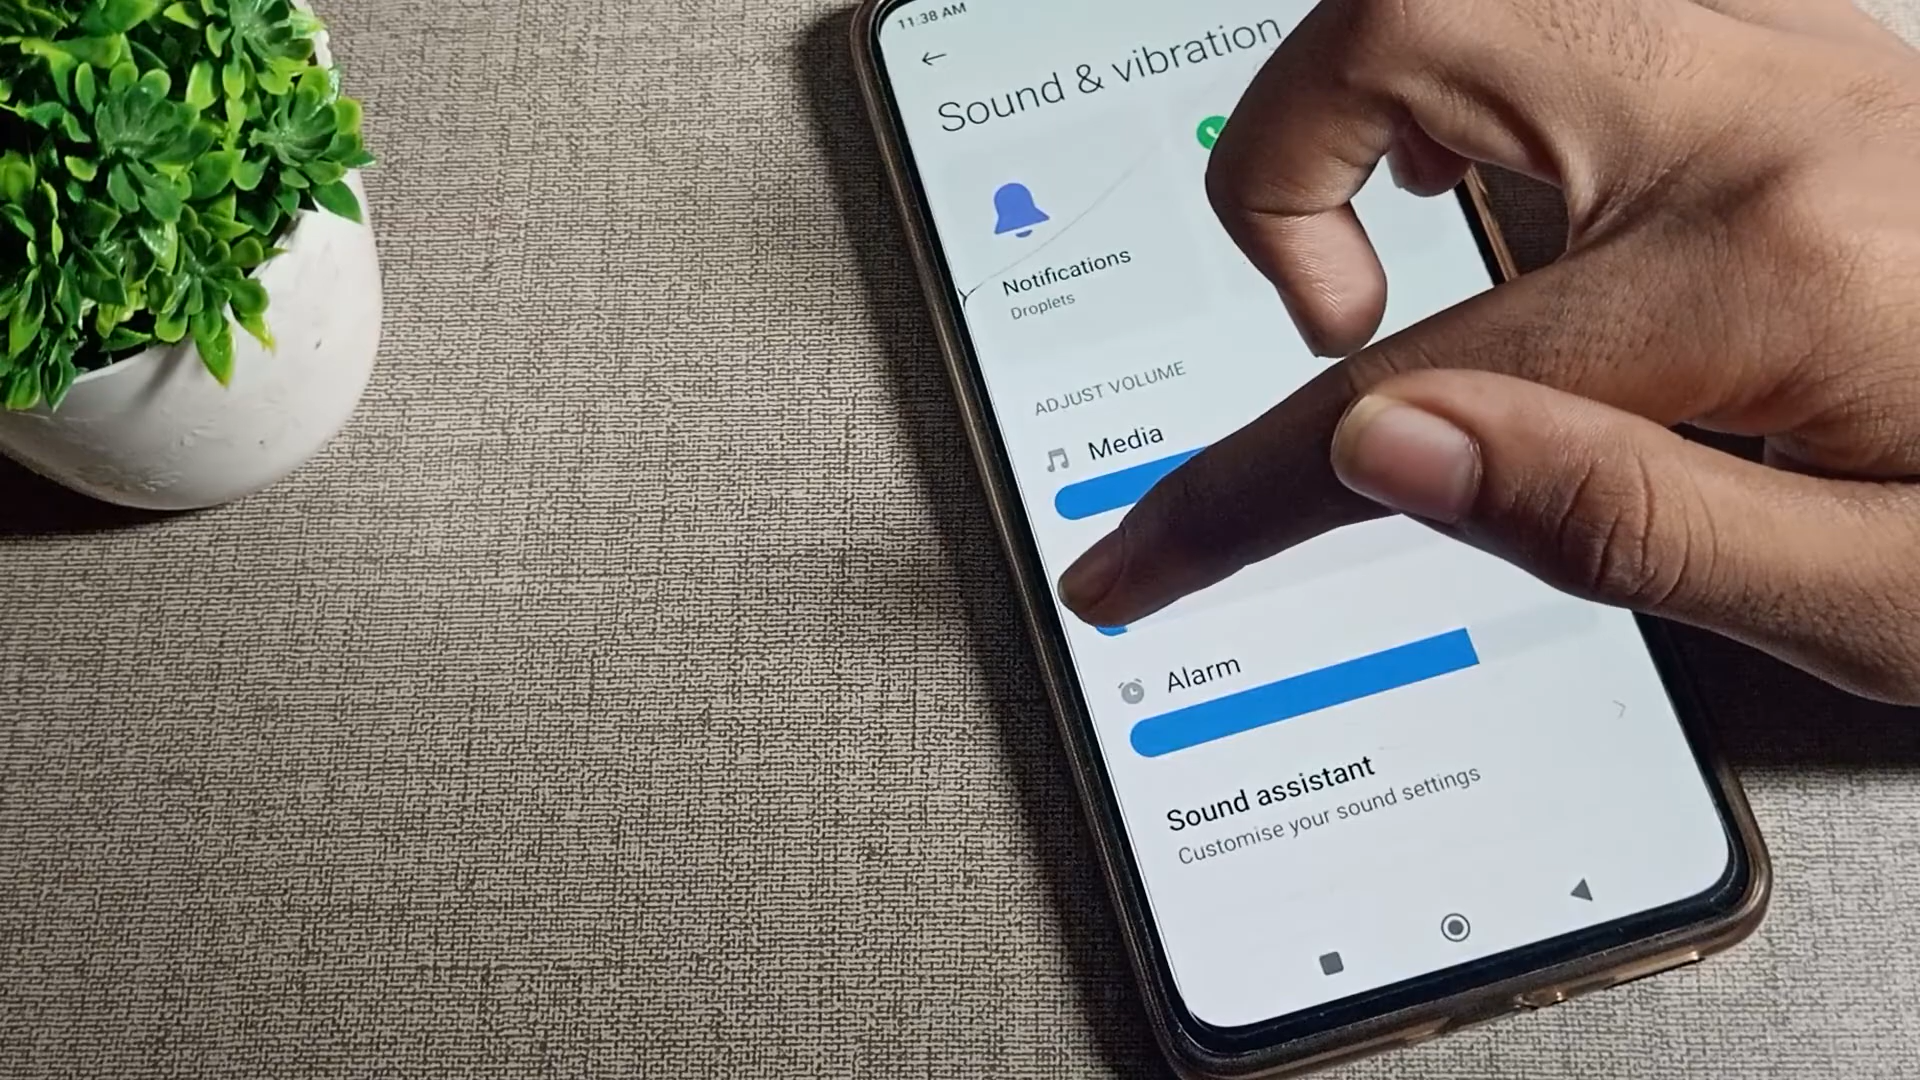 11:38 AM
Sound & vibration
Notifications
Droplets
ADJUST VOLUME
Media
Alarm
Sound assistant
Customise your sound settings